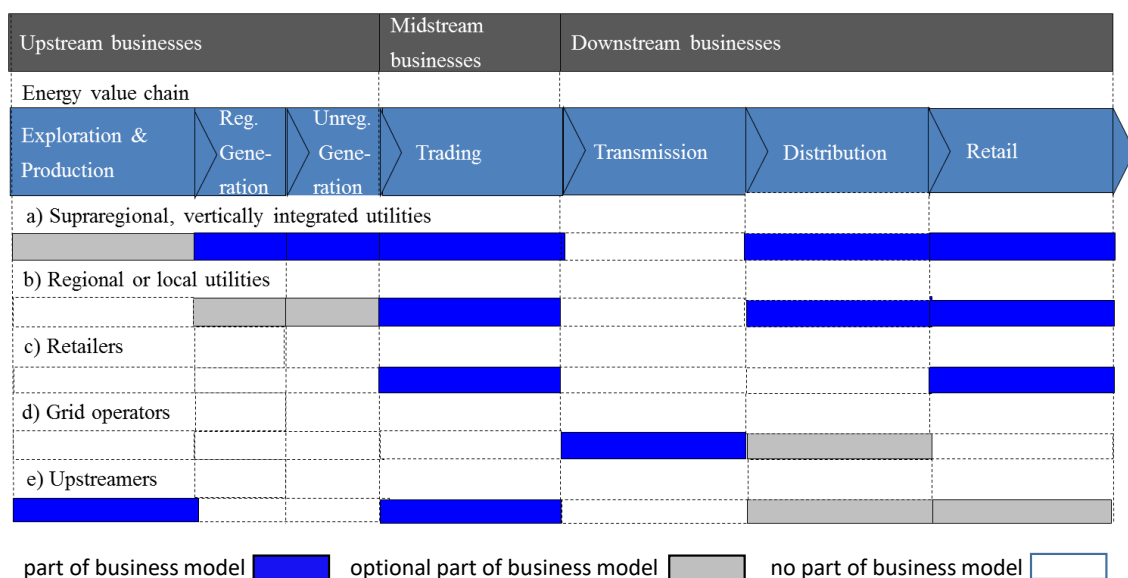 Upstream businesses
Midstream
businesses
Downstream businesses
Energy value chain
Exploration &
Production
Reg.
Gene-
ration
Unreg.
Gene-
ration
Trading
Transmission
Distribution
Retail
a) Supraregional, vertically integrated utilities
b) Regional or local utilities
c) Retailers
d) Grid operators
e) Upstreamers
part of business model
optional part of business model
no part of business model